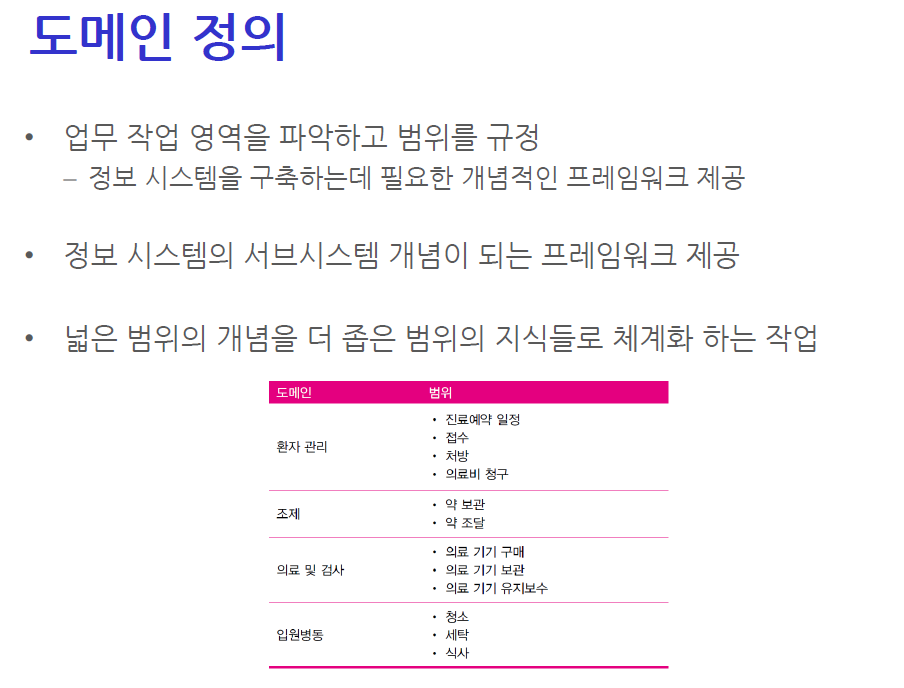 도메인 정의
• 업무 작업 영역을 파악하고 범위를 규정
– 정보 시스템을 구축하는데 필요한 개념적인 프레임워크 제공
• 정보 시스템의 서브시스템 개념이 되는 프레임워크 제공
• 넓은 범위의 개념을 더 좁은 범위의 지식들로 체계화 하는 작업
도메인 범위
환자 관리
• 진료예약 일정
• 접수
• 처방
• 의료비 청구
조제
• 약 보관
• 약 조달
의료 및 검사
• 의료 기기 구매
• 의료 기기 보관
• 의료 기기 유지보수
입원병동
• 청소
• 세탁
• 식사